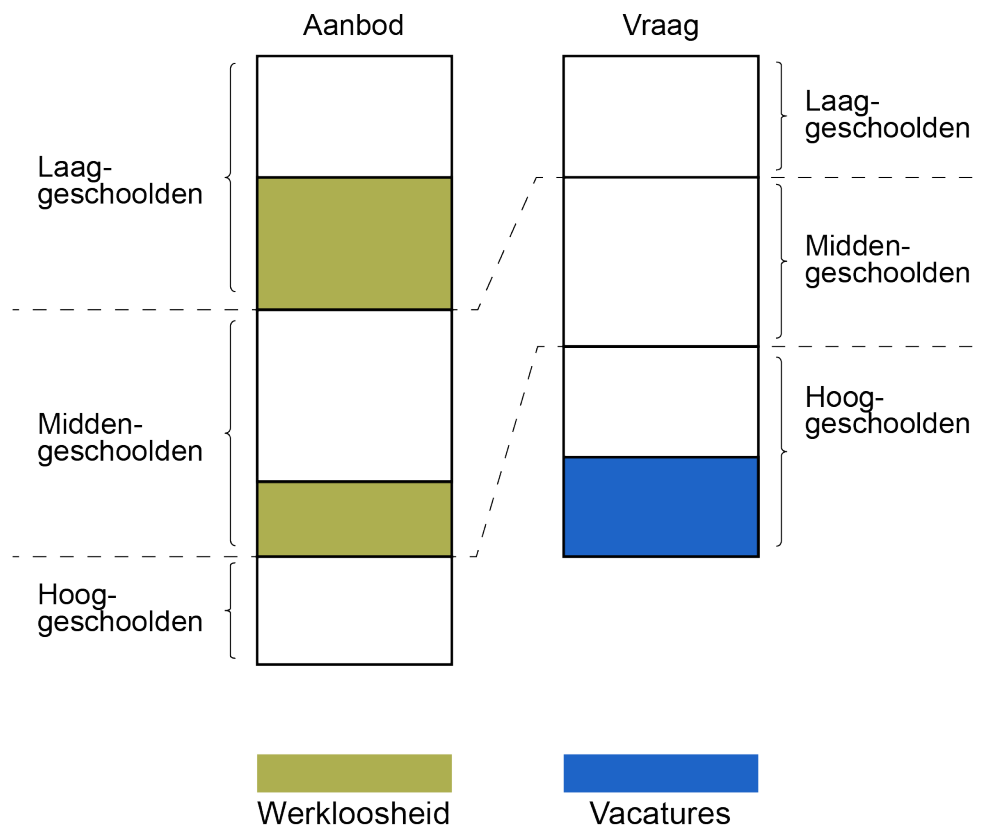 Aanbod
Vraag
Laag-
geschoolden
Laag-
geschoolden
Midden-
geschoolden
Midden-
geschoolden
Hoog-
geschoolden
Hoog-
geschoolden
Werkloosheid
Vacatures